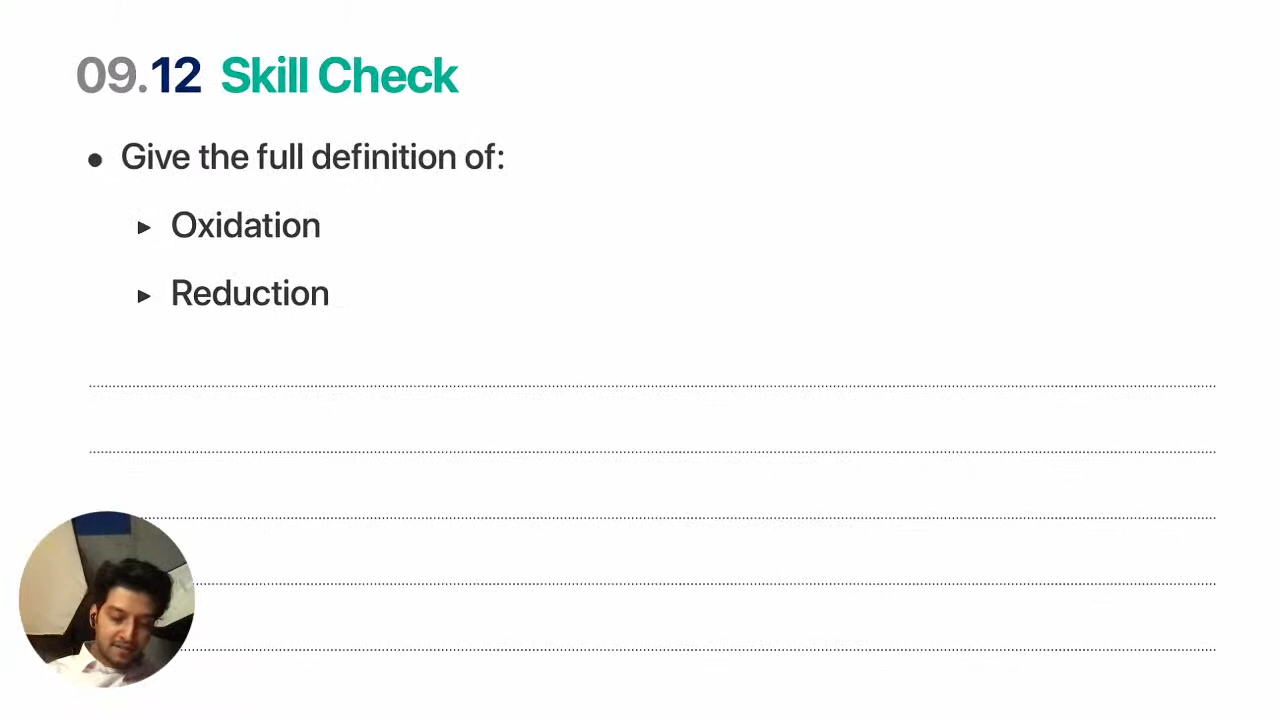 09.12 Skill Check
• Give the full definition of:
▸ Oxidation
▸ Reduction